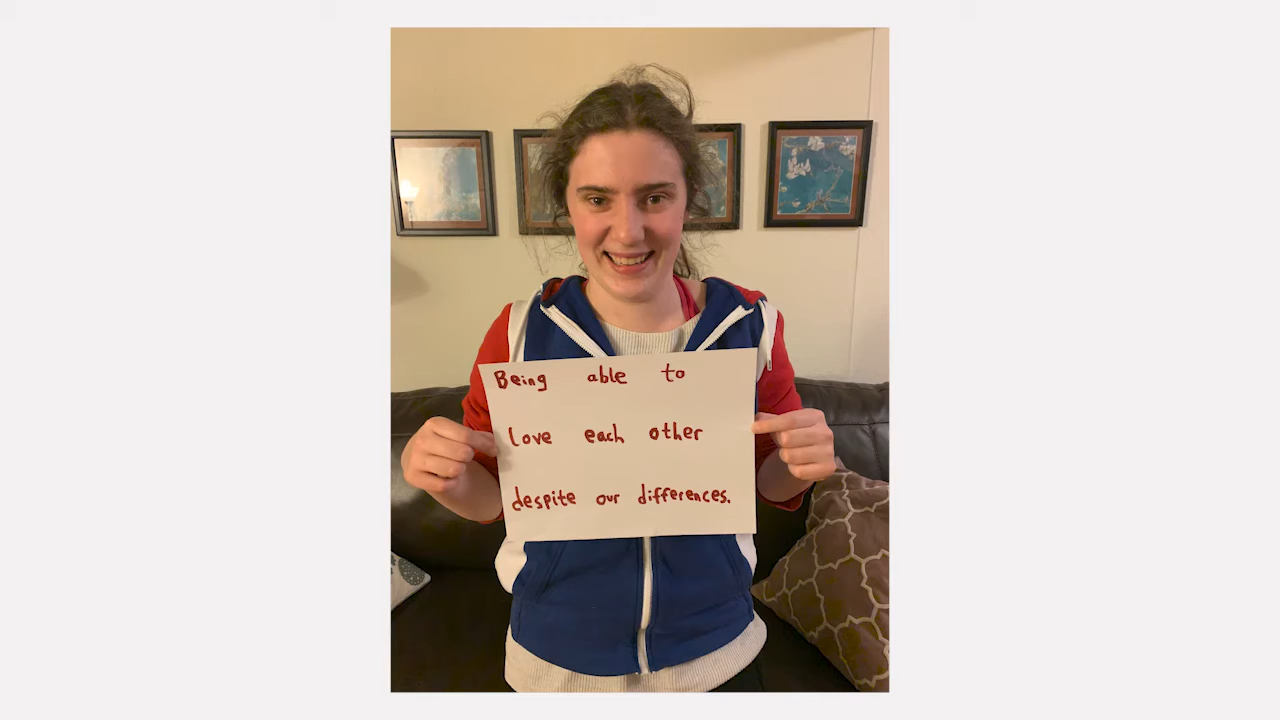 Being able to
love each other
despite our differences.